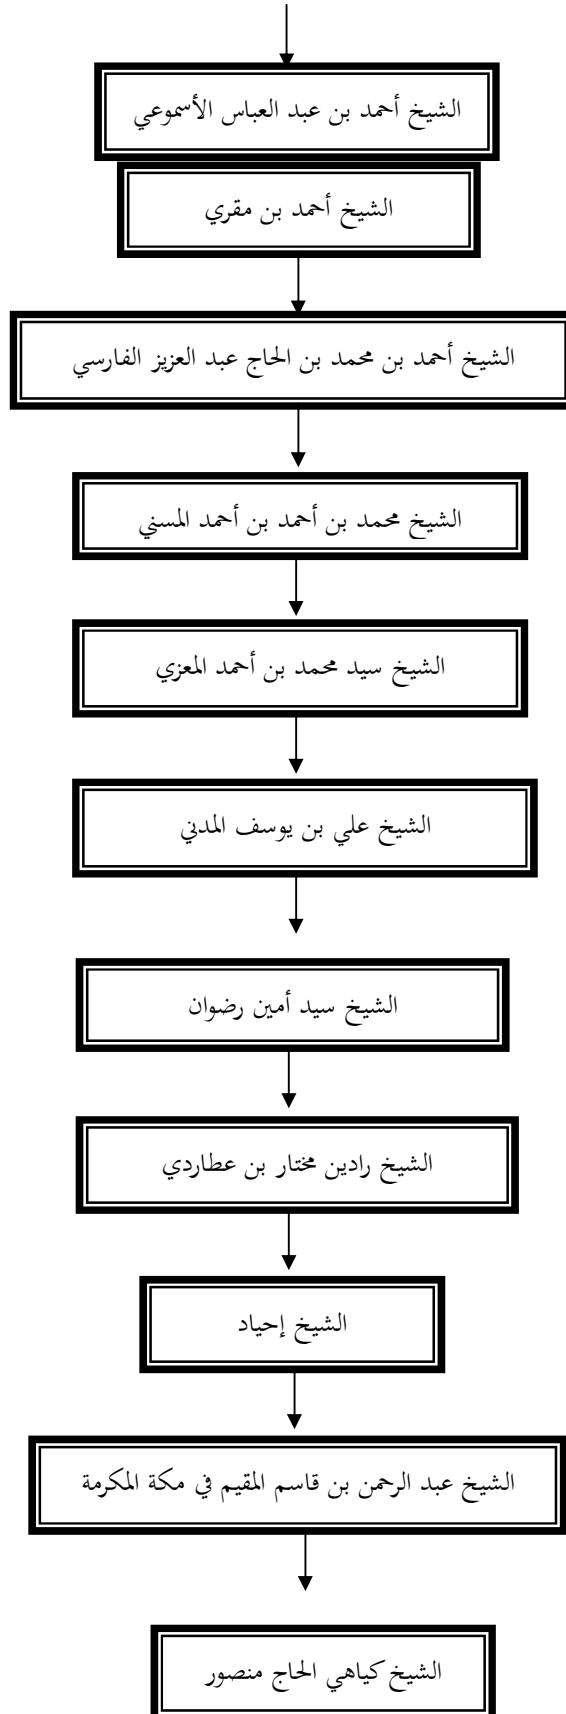 الشيخ أحمد بن عبد العباس الأسموعي
الشيخ أحمد بن مقري
الشيخ أحمد بن محمد بن الحاج عبد العزيز الفارسي
الشيخ محمد بن أحمد بن أحمد المسني
الشيخ سيد محمد بن أحمد المعزي
الشيخ علي بن يوسف المدني
الشيخ سيد أمين رضوان
الشيخ رادين مختار بن عطاردي
الشيخ إحياد
الشيخ عبد الرحمن بن قاسم المقيم في مكة المكرمة
الشيخ كياهي الحاج منصور